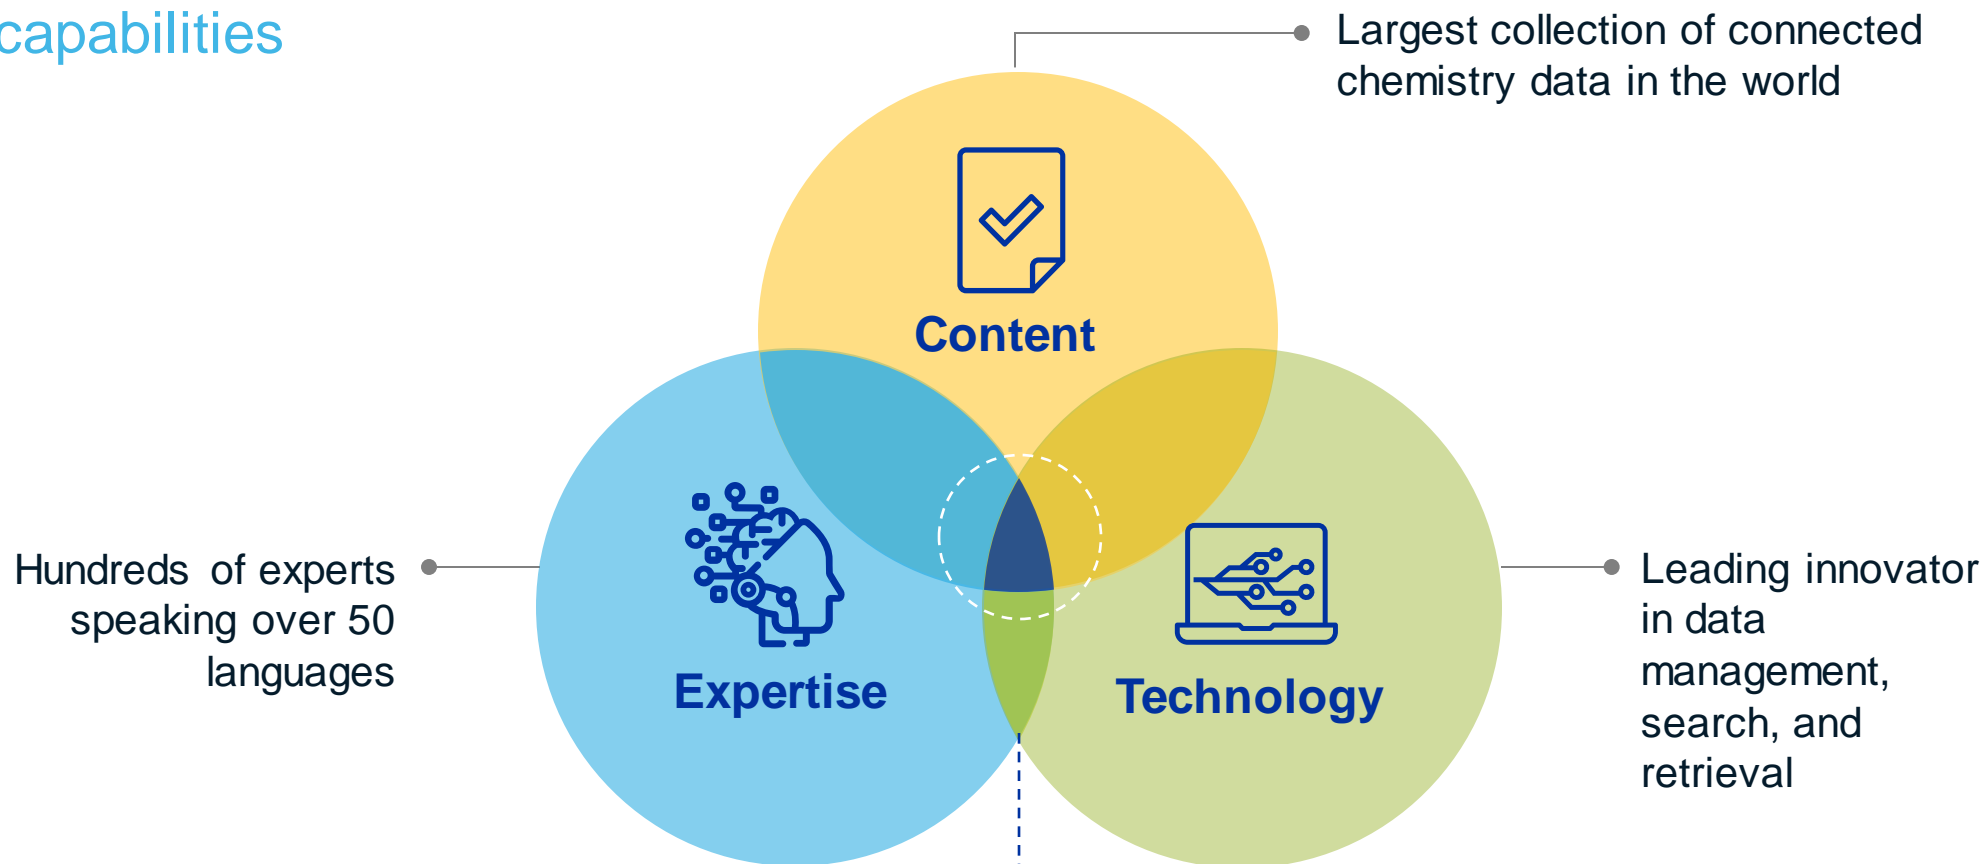 capabilities
Largest collection of connected
chemistry data in the world
Content
Hundreds of experts
speaking over 50
languages
Expertise
Technology
Leading innovator
in data
management,
search, and
retrieval